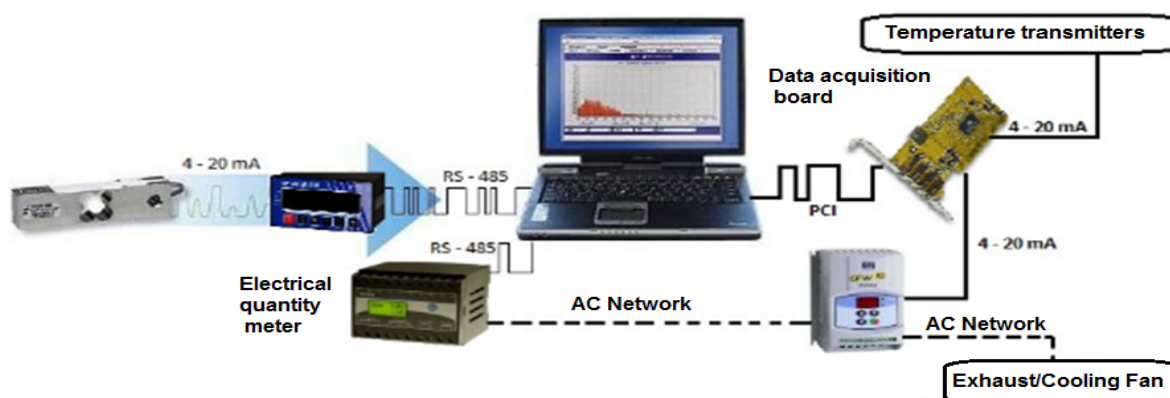 Temperature transmitters
Data acquisition
board
4 - 20 mA
4 - 20 mA
RS - 485
PCI
RS - 485
4 - 20 mA
Electrical
quantity
meter
AC Network
AC Network
Exhaust/Cooling Fan